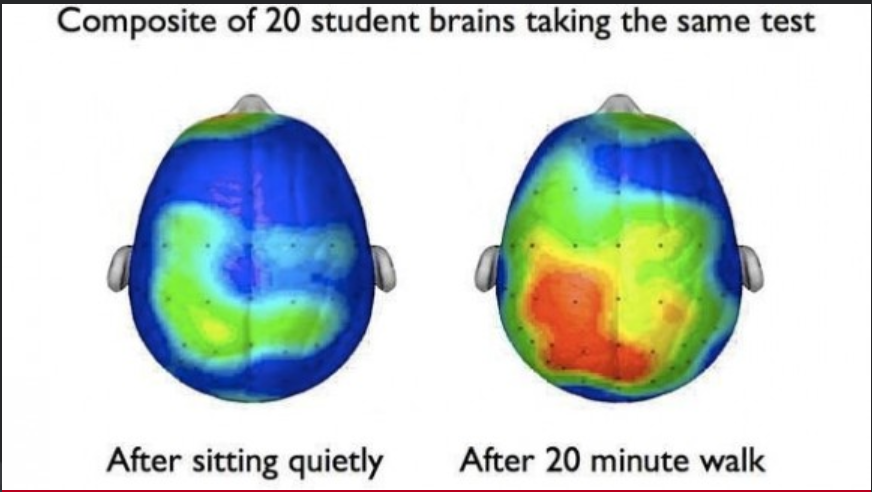 Composite of 20 student brains taking the same test
After sitting quietly
After 20 minute walk